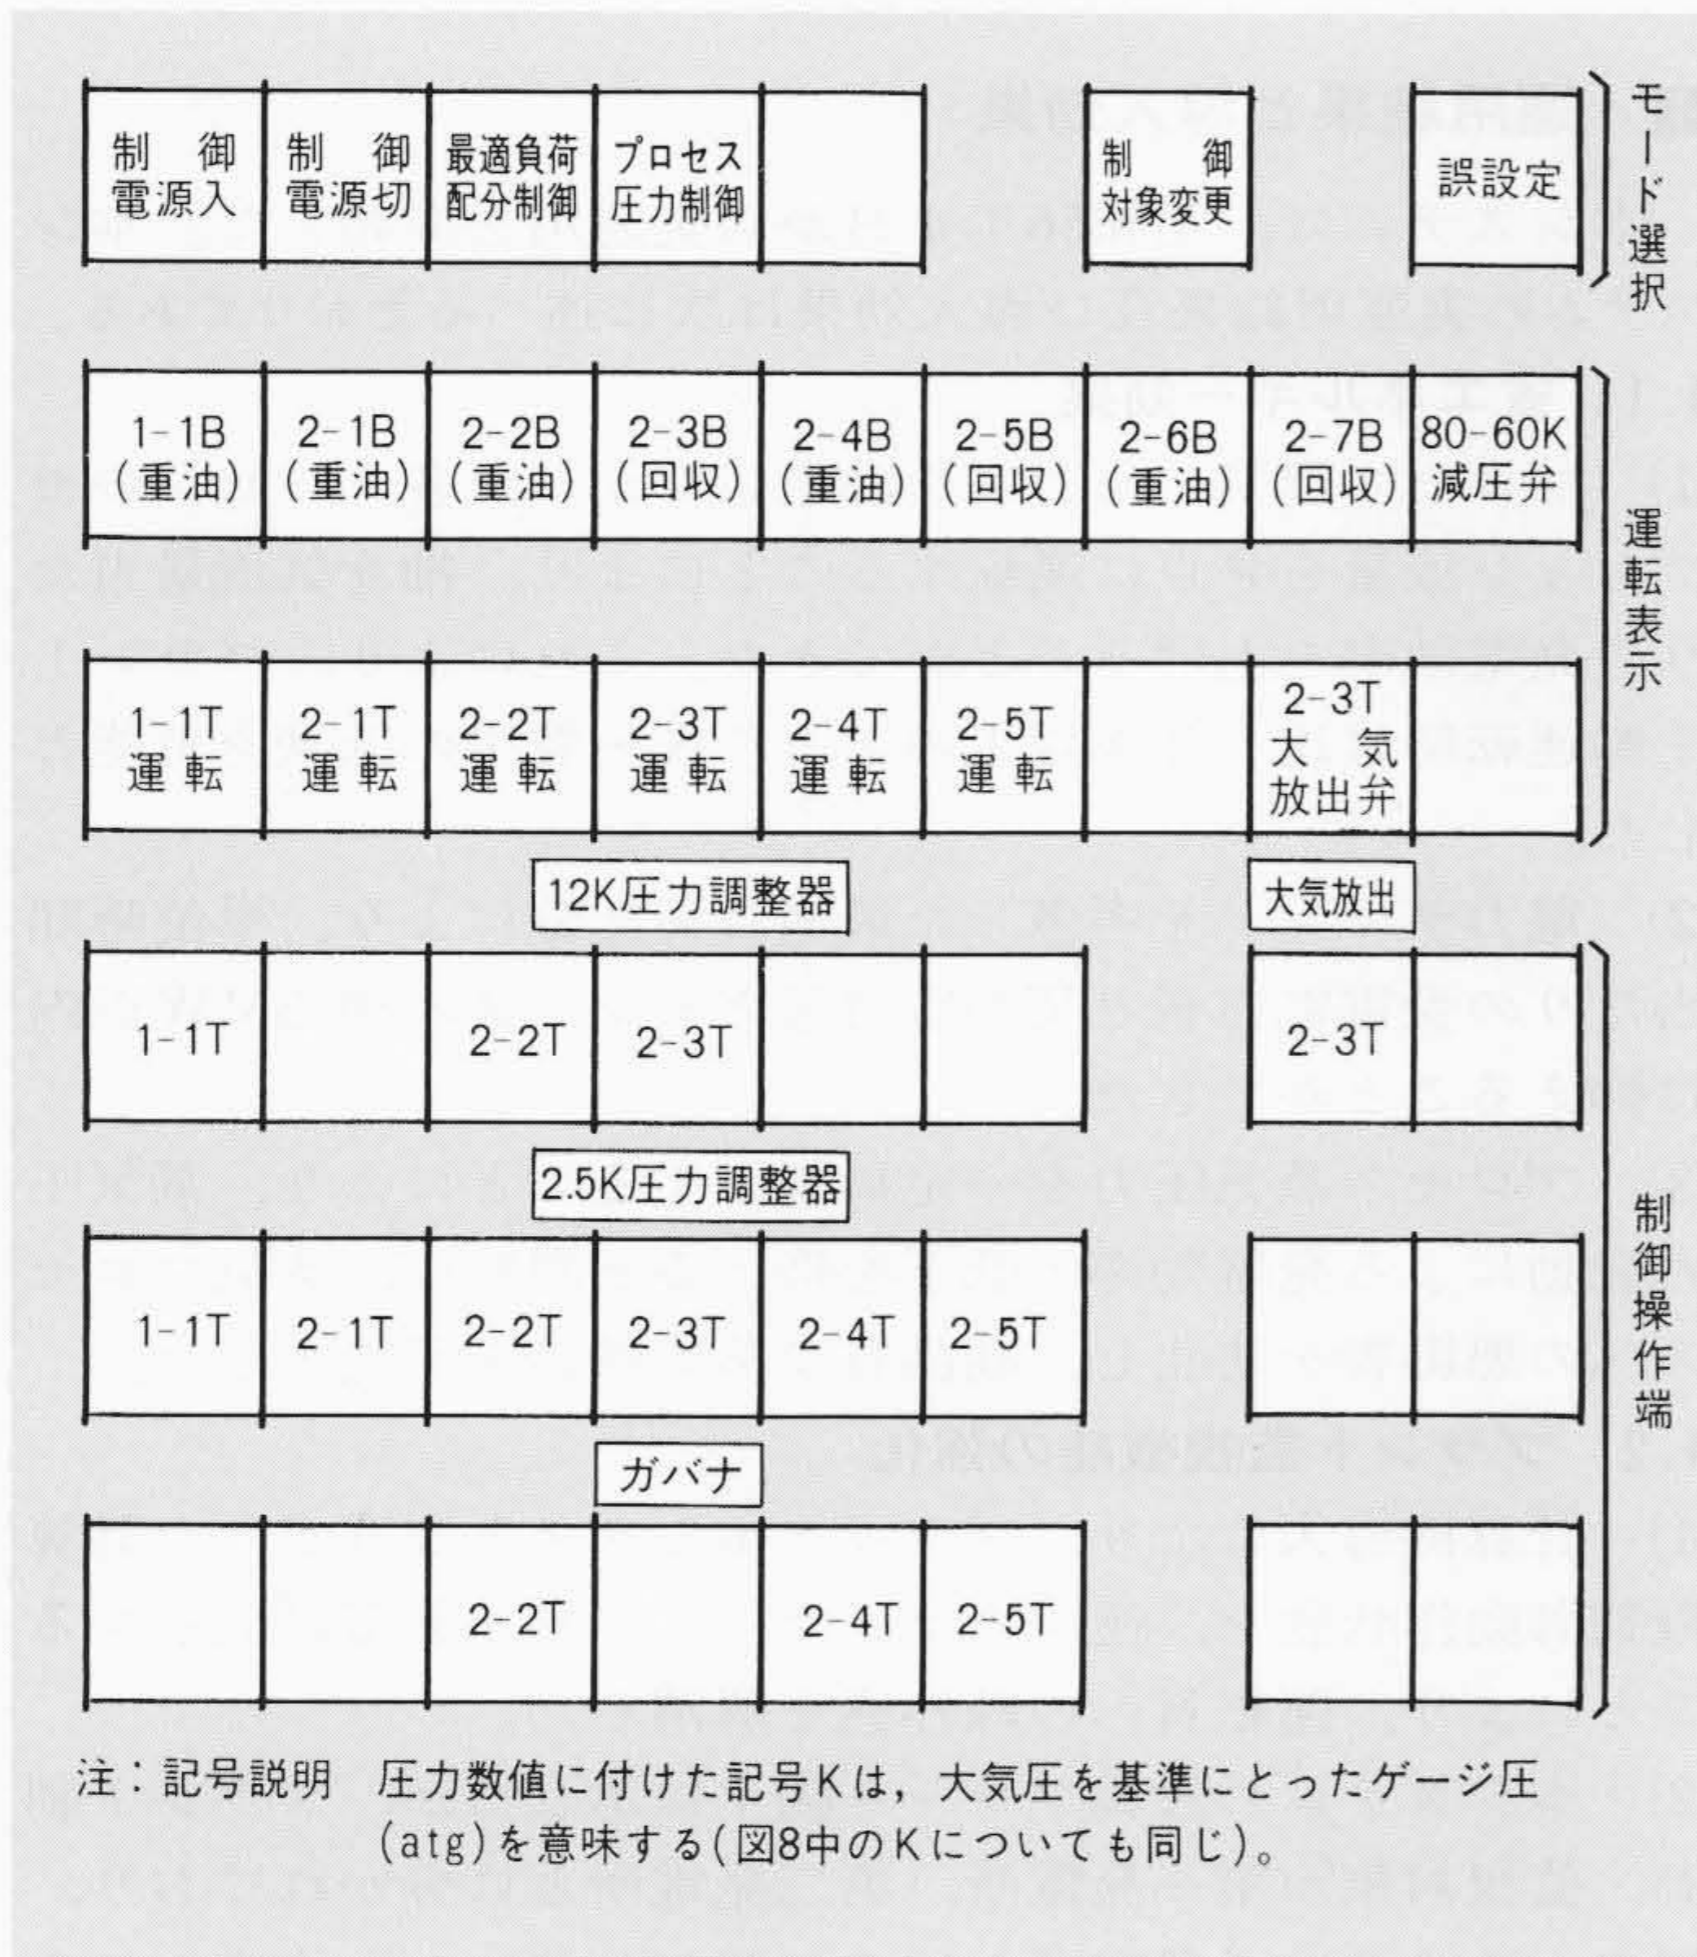 制御
電源入
制御
電源切
最適負荷
配分制御
プロセス
圧力制御
制御
対象変更
誤設定
モード選択
1-1B
(重油)
2-1B
(重油)
2-2B
(重油)
2-3B
(回収)
2-4B
(重油)
2-5B
(回収)
2-6B
(重油)
2-7B
(回収)
80-60K
減圧弁
運転表示
1-1T
運転
2-1T
運転
2-2T
運転
2-3T
運転
2-4T
運転
2-5T
運転
2-3T
大気
放出弁
12K圧力調整器
大気放出
1-1T
2-2T
2-3T
2-3T
2.5K圧力調整器
制御操作端
1-1T
2-1T
2-2T
2-3T
2-4T
2-5T
ガバナ
2-2T
2-4T
2-5T
注：記号説明　圧力数値に付けた記号Kは，大気圧を基準にとったゲージ圧
(atg)を意味する(図8中のKについても同じ)。